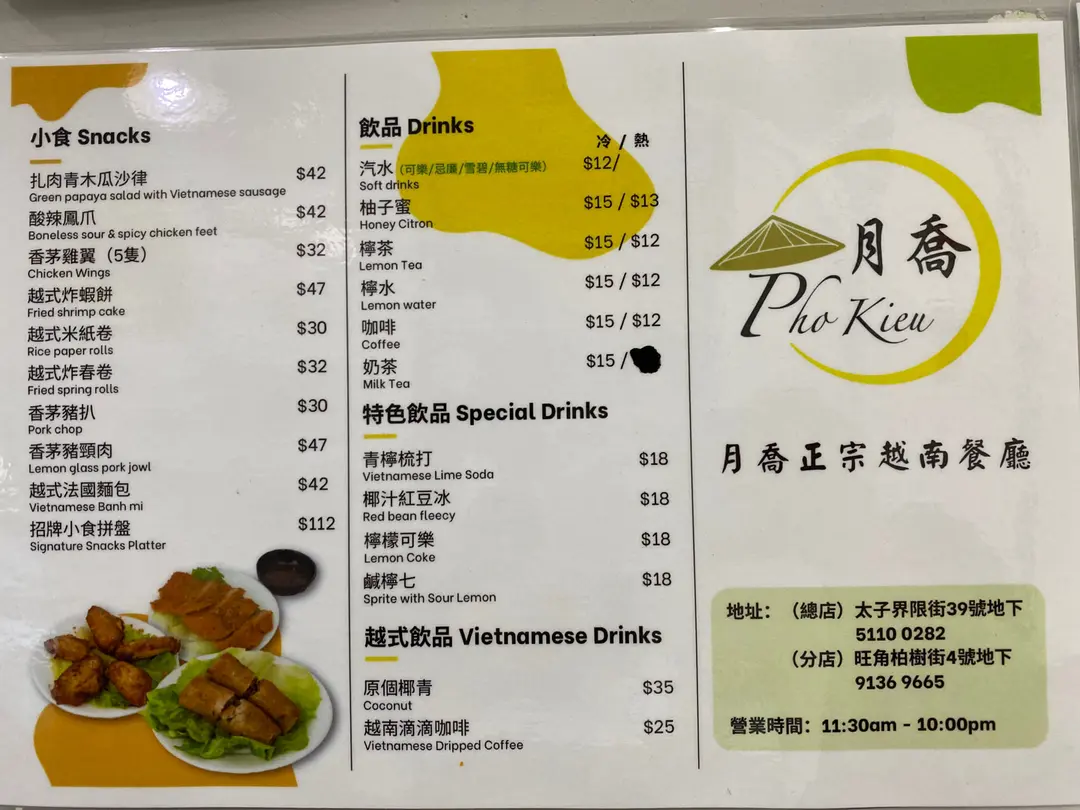 小食 Snacks
扎肉青木瓜沙律 $42
Green papaya salad with Vietnamese sausage
酸辣鳳爪 $42
Boneless sour & spicy chicken feet
香茅雞翼（5隻） $32
Chicken Wings
越式炸蝦餅 $47
Fried shrimp cake
越式米紙卷 $30
Rice paper rolls
越式炸春卷 $32
Fried spring rolls
香茅豬扒 $30
Pork chop
香茅豬頸肉 $47
Lemon glass pork jowl
越式法國麵包 $42
Vietnamese Banh mi
招牌小食拼盤 $112
Signature Snacks Platter
飲品 Drinks
冷 / 熱
汽水（可樂/忌廉/雪碧/無糖可樂） $12/
Soft drinks
柚子蜜 $15 / $13
Honey Citron
檸茶 $15 / $12
Lemon Tea
檸水 $15 / $12
Lemon water
咖啡 $15 / $12
Coffee
奶茶 $15 /
Milk Tea
特色飲品 Special Drinks
青檸梳打 $18
Vietnamese Lime Soda
椰汁紅豆冰 $18
Red bean fleecy
檸檬可樂 $18
Lemon Coke
鹹檸七 $18
Sprite with Sour Lemon
越式飲品 Vietnamese Drinks
原個椰青 $35
Coconut
越南滴滴咖啡 $25
Vietnamese Dripped Coffee
月喬
Pho Kieu
月喬正宗越南餐廳
地址：（總店）太子界限街39號地下
5110 0282
（分店）旺角柏樹街4號地下
9136 9665
營業時間：11:30am - 10:00pm